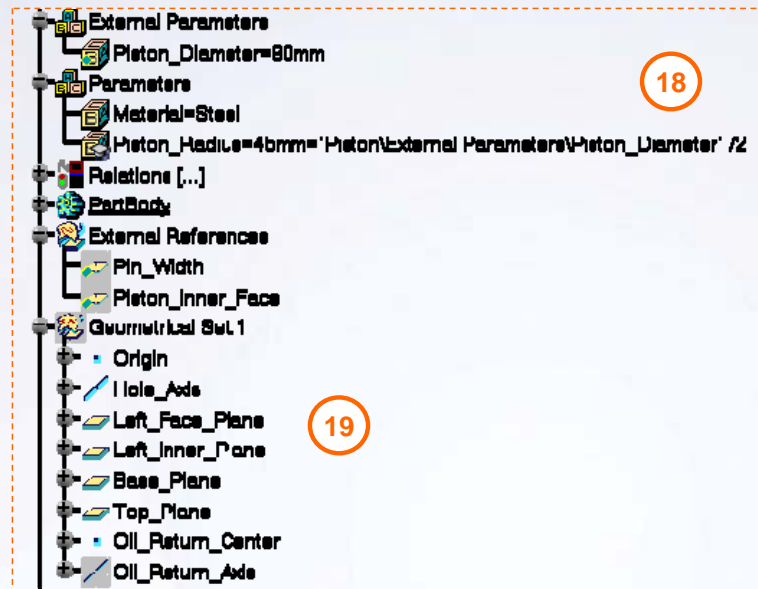 External Parameters
Piston_Diameter=90mm
Parameters
18
Material=Steel
Piston_Radius=45mm='Piston\External Parameters\Piston_Diameter' /2
Relations [...]
PartBody
External References
Pin_Width
Piston_Inner_Face
Geometrical Set.1
Origin
Hole_Axis
Left_Face_Plane
19
Left_Inner_Plane
Base_Plane
Top_Plane
Oil_Return_Center
Oil_Return_Axis